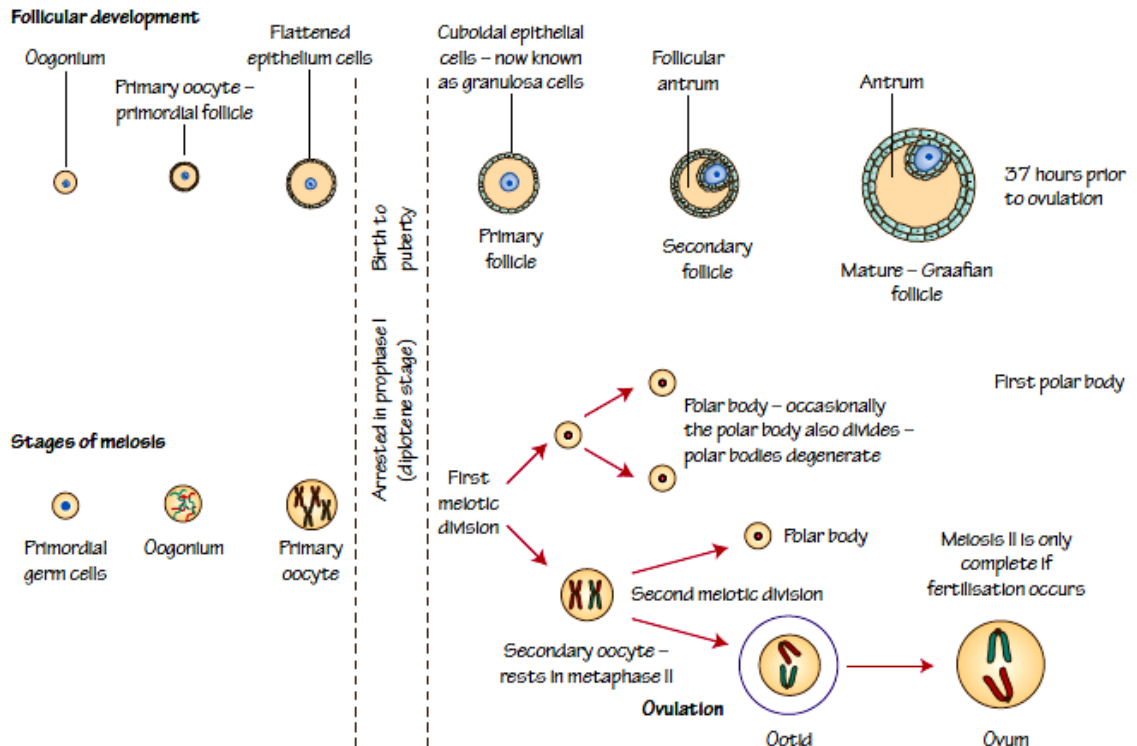 Follicular development
Oogonium
Primary oocyte –
primordial follicle
Flattened
epithelium cells
Cuboidal epithelial
cells – now known
as granulosa cells
Follicular
antrum
Antrum
37 hours prior
to ovulation
Primary
follicle
Secondary
follicle
Mature – Graafian
follicle
Birth to
puberty
Arrested in prophase I
(diplotene stage)
Stages of meiosis
Primordial
germ cells
Oogonium
Primary
oocyte
First
meiotic
division
Polar body – occasionally
the polar body also divides –
polar bodies degenerate
First polar body
Polar body
Second meiotic division
Secondary oocyte –
rests in metaphase II
Ovulation
Meiosis II is only
complete if
fertilisation occurs
Ootid
Ovum